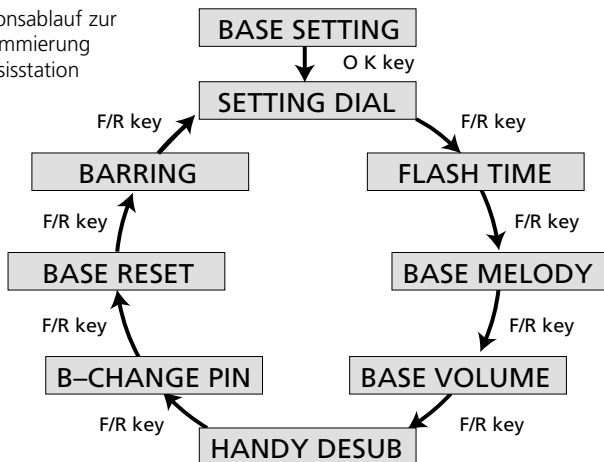 onsablauf zur
mmierung
sisstation
BASE SETTING
O K key
SETTING DIAL
F/R key
F/R key
BARRING
FLASH TIME
F/R key
F/R key
BASE RESET
BASE MELODY
F/R key
F/R key
B–CHANGE PIN
BASE VOLUME
F/R key
F/R key
HANDY DESUB